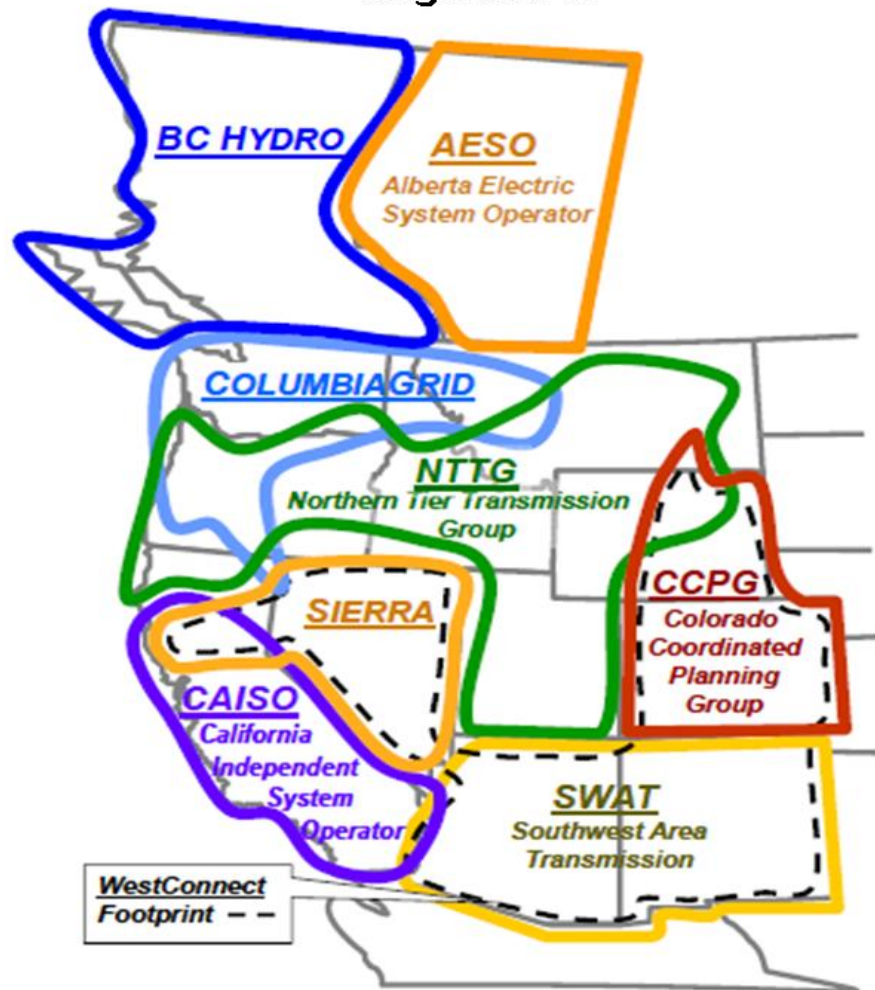 BC HYDRO
AESO
Alberta Electric
System Operator
COLUMBIAGRID
NTTG
Northern Tier Transmission
Group
CCPG
Colorado
Coordinated
Planning
Group
SIERRA
CAISO
California
Independent
System
Operator
SWAT
Southwest Area
Transmission
WestConnect
Footprint